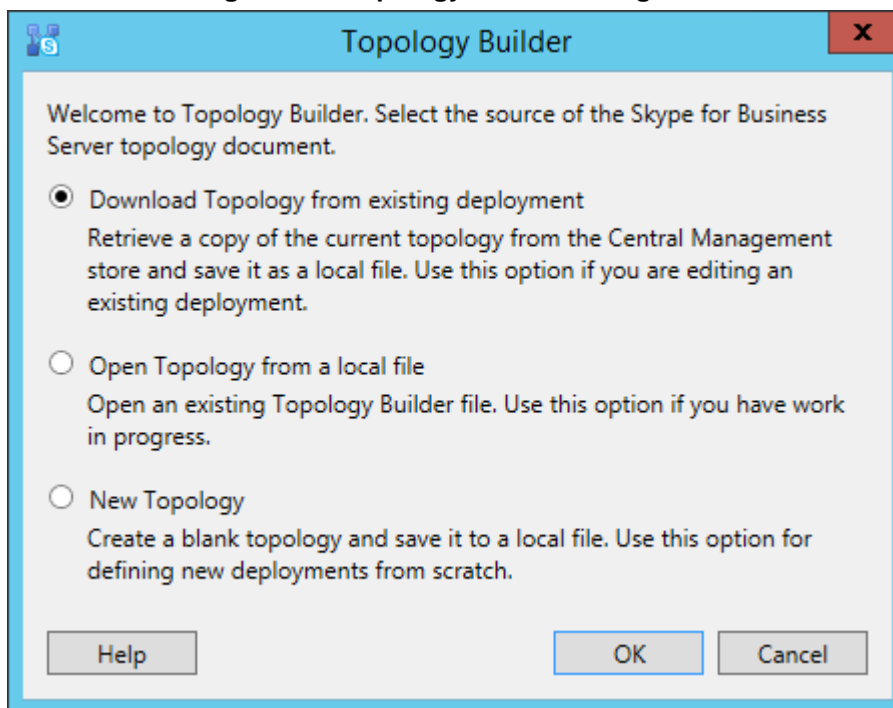 Topology Builder
x
Welcome to Topology Builder. Select the source of the Skype for Business
Server topology document.
Download Topology from existing deployment
Retrieve a copy of the current topology from the Central Management
store and save it as a local file. Use this option if you are editing an
existing deployment.
Open Topology from a local file
Open an existing Topology Builder file. Use this option if you have work
in progress.
New Topology
Create a blank topology and save it to a local file. Use this option for
defining new deployments from scratch.
Help
OK
Cancel